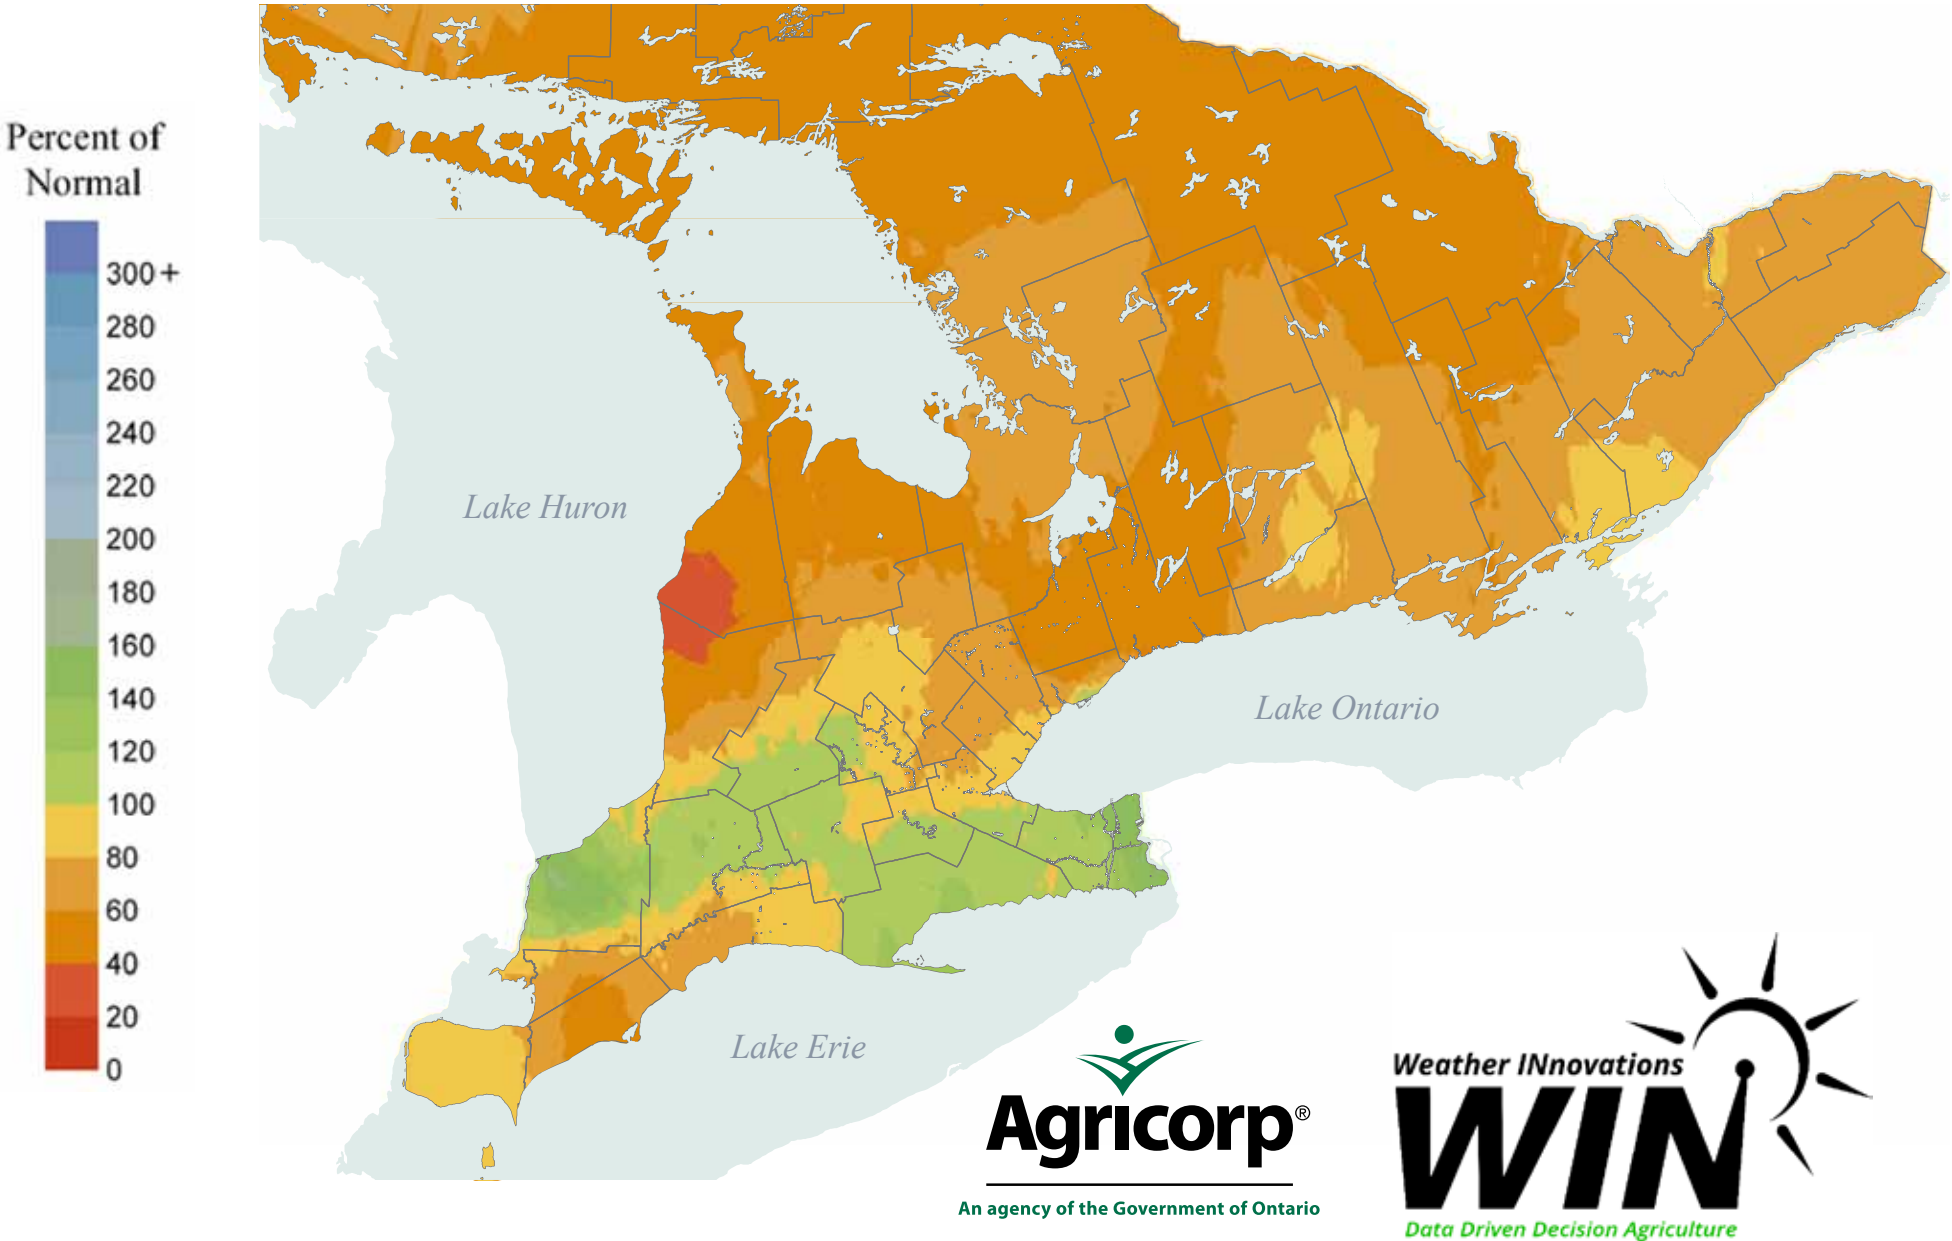 Percent of
Normal
300+
280
260
240
220
200
180
160
140
120
100
80
60
40
20
0
Lake Huron
Lake Ontario
Lake Erie
Agricorp®
An agency of the Government of Ontario
Weather INnovations
WIN
Data Driven Decision Agriculture